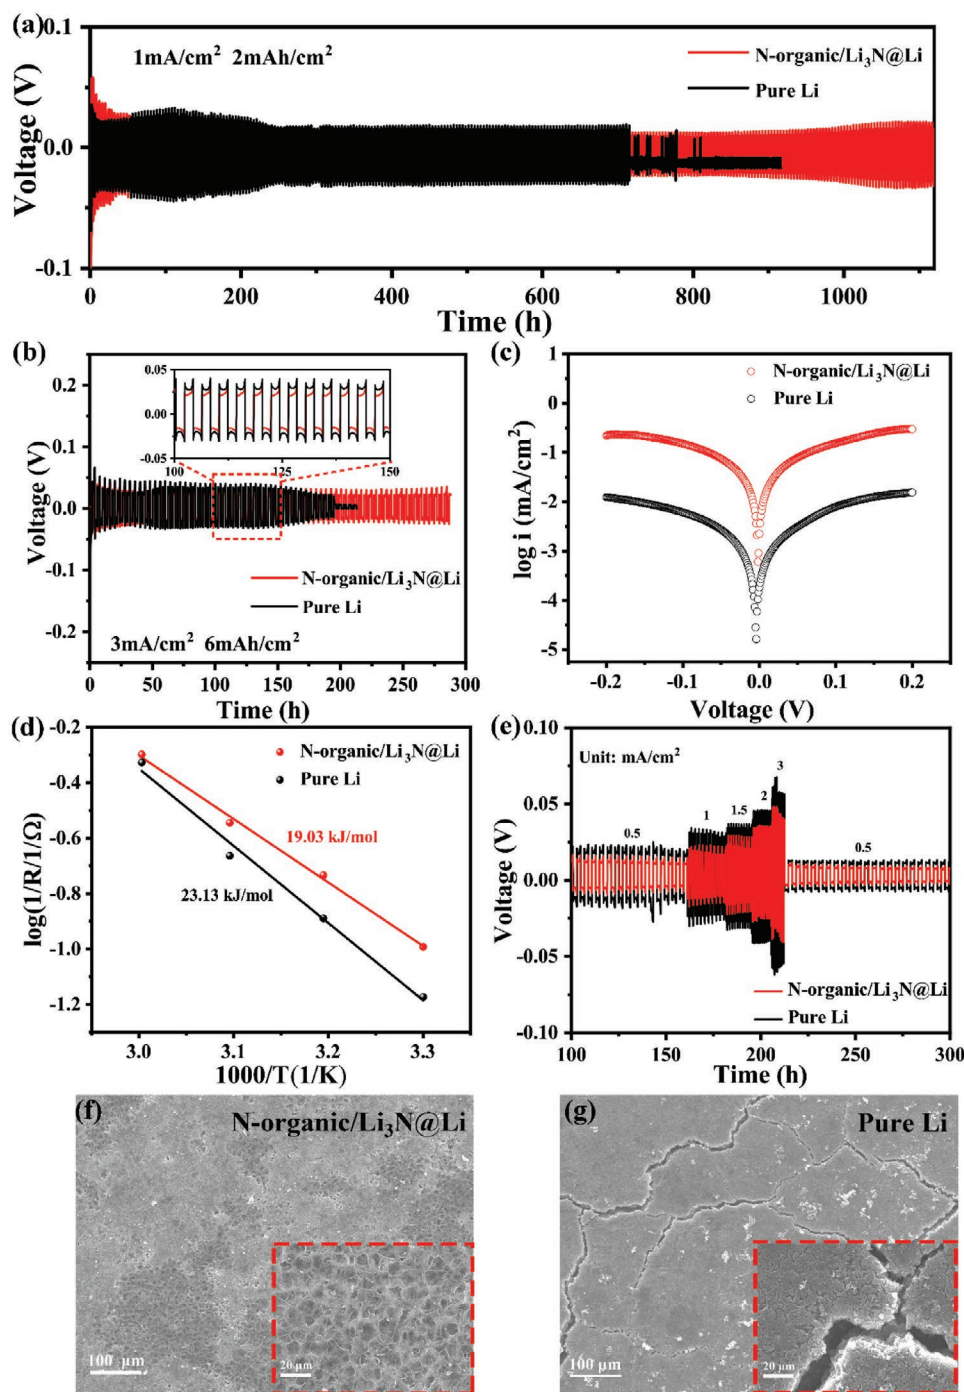 (a)
0.1
0.0
-0.1
Voltage (V)
1mA/cm² 2mAh/cm²
N-organic/Li₃N@Li
Pure Li
0 200 400 600 800 1000
Time (h)
(b)
0.2
0.1
0.0
-0.1
-0.2
Voltage (V)
0.05
0.00
-0.05
100 125 150
N-organic/Li₃N@Li
Pure Li
3mA/cm² 6mAh/cm²
0 50 100 150 200 250 300
Time (h)
(c)
1
0
-1
-2
-3
-4
-5
log i (mA/cm²)
N-organic/Li₃N@Li
Pure Li
-0.2 -0.1 0.0 0.1 0.2
Voltage (V)
(d)
-0.2
-0.4
-0.6
-0.8
-1.0
-1.2
log(1/R/1/Ω)
N-organic/Li₃N@Li
Pure Li
19.03 kJ/mol
23.13 kJ/mol
3.0 3.1 3.2 3.3
1000/T(1/K)
(e)
0.10
0.05
0.00
-0.05
-0.10
Voltage (V)
Unit: mA/cm²
0.5 1 1.5 2 3 0.5
N-organic/Li₃N@Li
Pure Li
100 150 200 250 300
Time (h)
(f)
N-organic/Li₃N@Li
100 µm
20 µm
(g)
Pure Li
100 µm
20 µm